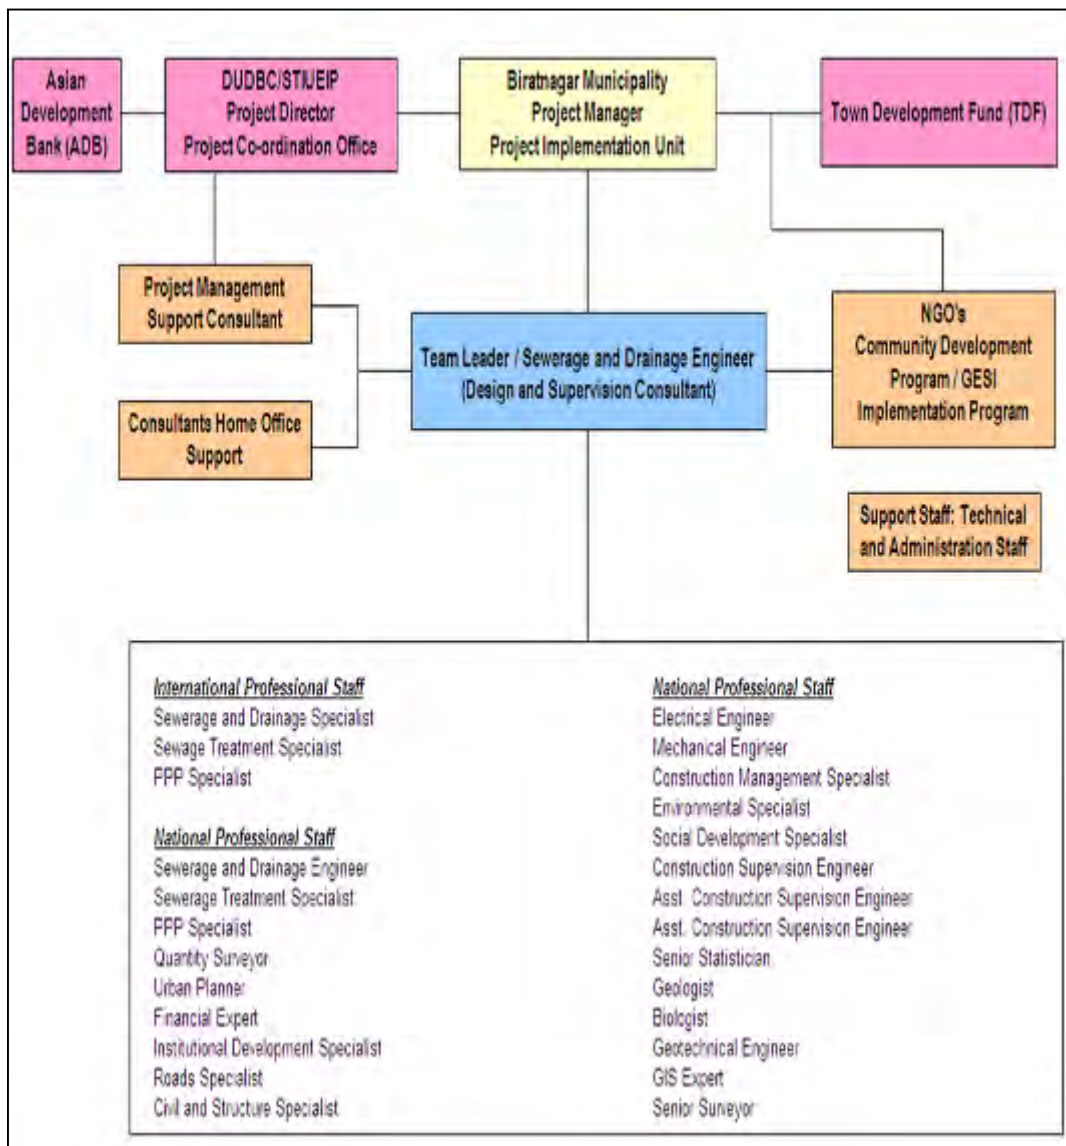 Asian
Development
Bank (ADB)
DUDBC/STIUEIP
Project Director
Project Co-ordination Office
Biratnagar Municipality
Project Manager
Project Implementation Unit
Town Development Fund (TDF)
Project Management
Support Consultant
Consultants Home Office
Support
Team Leader / Sewerage and Drainage Engineer
(Design and Supervision Consultant)
NGO's
Community Development
Program / GESI
Implementation Program
Support Staff: Technical
and Administration Staff
International Professional Staff
Sewerage and Drainage Specialist
Sewage Treatment Specialist
PPP Specialist
National Professional Staff
Sewerage and Drainage Engineer
Sewerage Treatment Specialist
PPP Specialist
Quantity Surveyor
Urban Planner
Financial Expert
Institutional Development Specialist
Roads Specialist
Civil and Structure Specialist
National Professional Staff
Electrical Engineer
Mechanical Engineer
Construction Management Specialist
Environmental Specialist
Social Development Specialist
Construction Supervision Engineer
Asst. Construction Supervision Engineer
Asst. Construction Supervision Engineer
Senior Statistician
Geologist
Biologist
Geotechnical Engineer
GIS Expert
Senior Surveyor